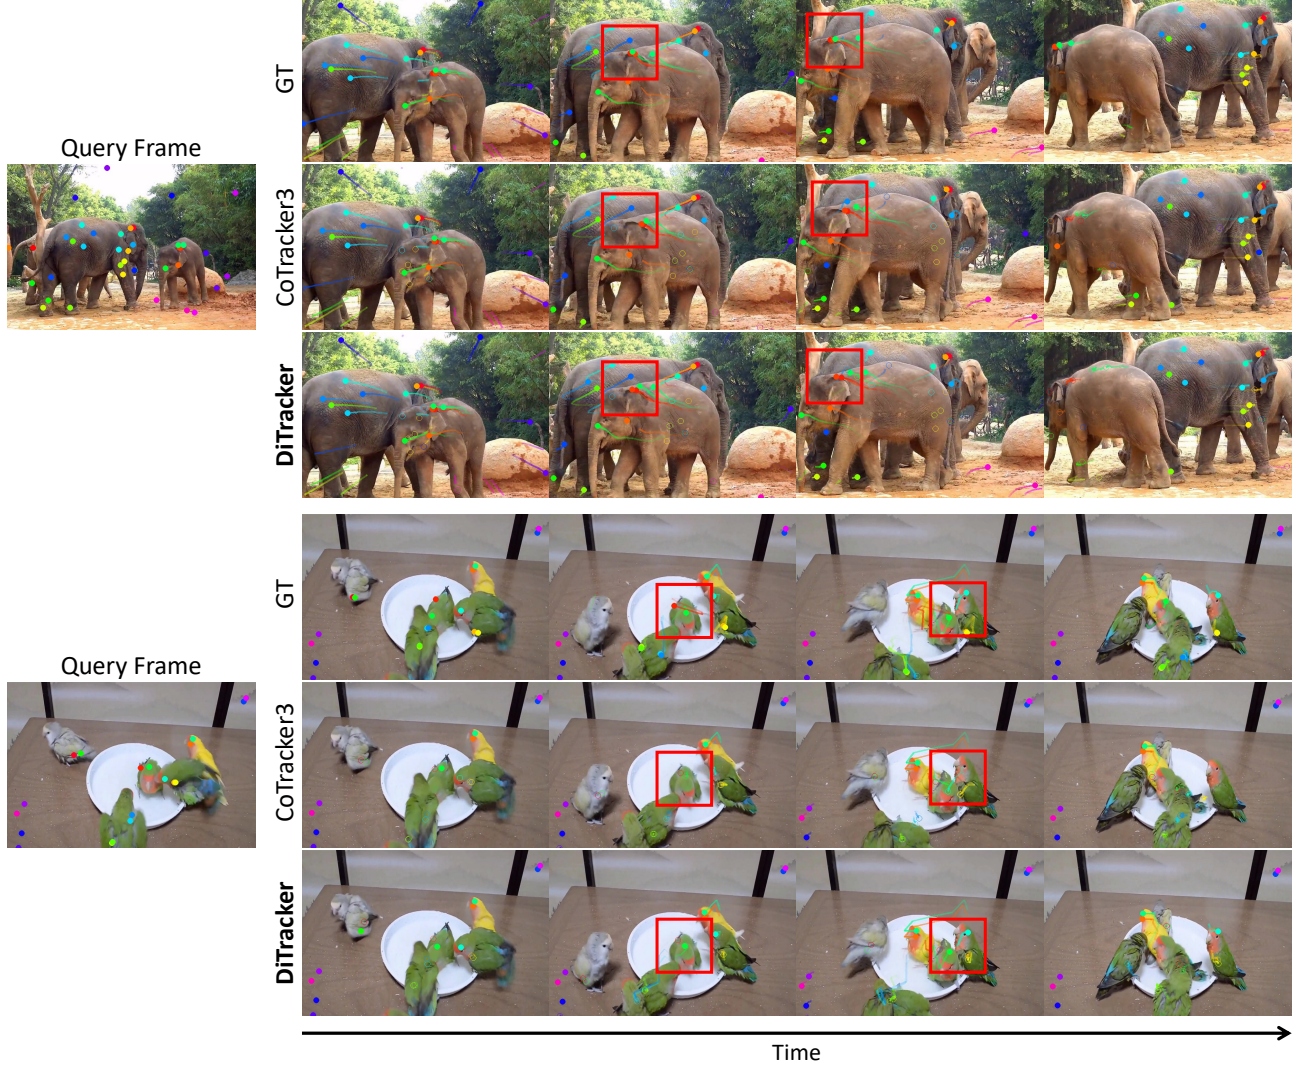 GT
Query Frame
CoTracker3
DiTracker
GT
Query Frame
CoTracker3
DiTracker
Time